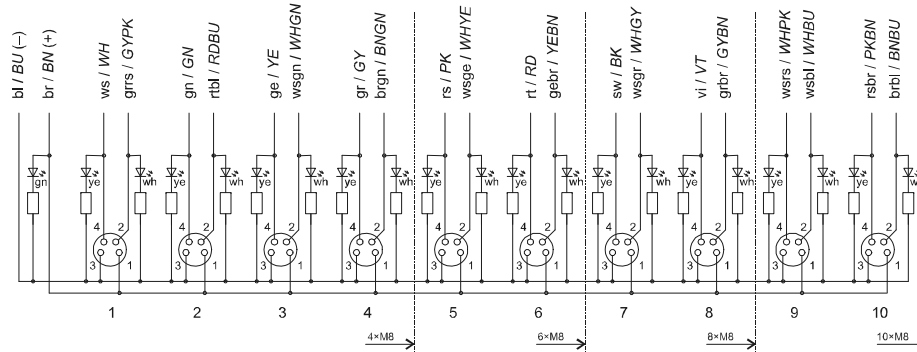 bl / BU (–)
br / BN (+)
ws / WH
grrs / GYPK
gn / GN
rtbl / RDBU
ge / YE
wsgn / WHGN
gr / GY
brgn / BNGN
rs / PK
wsge / WHYE
rt / RD
gebr / YEBN
sw / BK
wsgr / WHGY
vi / VT
grbr / GYBN
wsrs / WHPK
wsbl / WHBU
rsbr / PKBN
brbl / BNBU
gn ye wh ye wh ye wh ye wh ye wh ye wh ye wh ye wh ye wh ye
4 2 4 2 4 2 4 2 4 2 4 2 4 2 4 2 4 2 4 2
3 1 3 1 3 1 3 1 3 1 3 1 3 1 3 1 3 1 3 1
1 2 3 4 5 6 7 8 9 10
4×M8 6×M8 8×M8 10×M8